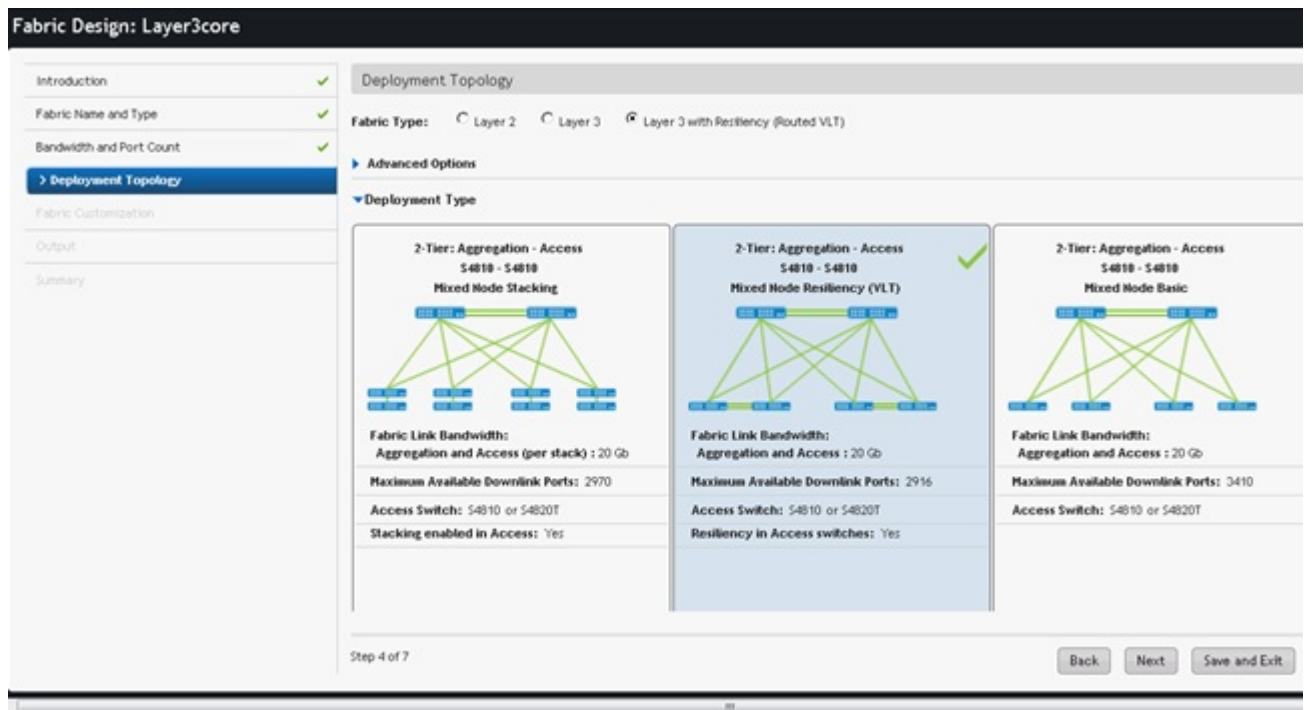 Fabric Design: Layer3core
Introduction
Fabric Name and Type
Bandwidth and Port Count
> Deployment Topology
Fabric Customization
Output
Summary
Deployment Topology
Fabric Type: Layer 2 Layer 3 Layer 3 with Resiliency (Routed VLT)
Advanced Options
Deployment Type
2-Tier: Aggregation - Access
S4810 - S4810
Mixed Node Stacking
Fabric Link Bandwidth:
Aggregation and Access (per stack) : 20 Gb
Maximum Available Downlink Ports: 2970
Access Switch: S4810 or S4820T
Stacking enabled in Access: Yes
2-Tier: Aggregation - Access
S4810 - S4810
Mixed Node Resiliency (VLT)
Fabric Link Bandwidth:
Aggregation and Access : 20 Gb
Maximum Available Downlink Ports: 2916
Access Switch: S4810 or S4820T
Resiliency in Access switches: Yes
2-Tier: Aggregation - Access
S4810 - S4810
Mixed Node Basic
Fabric Link Bandwidth:
Aggregation and Access : 20 Gb
Maximum Available Downlink Ports: 3410
Access Switch: S4810 or S4820T
Step 4 of 7
Back Next Save and Exit